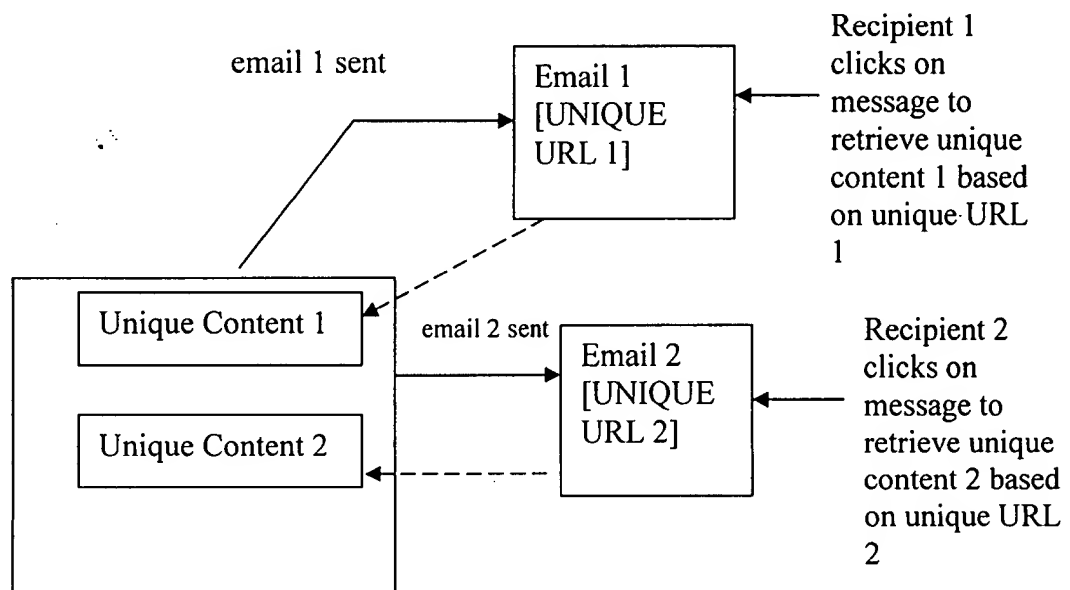 email 1 sent
Email 1
[UNIQUE
URL 1]
Recipient 1
clicks on
message to
retrieve unique
content 1 based
on unique URL
1
Unique Content 1
email 2 sent
Email 2
[UNIQUE
URL 2]
Recipient 2
clicks on
message to
retrieve unique
content 2 based
on unique URL
2
Unique Content 2